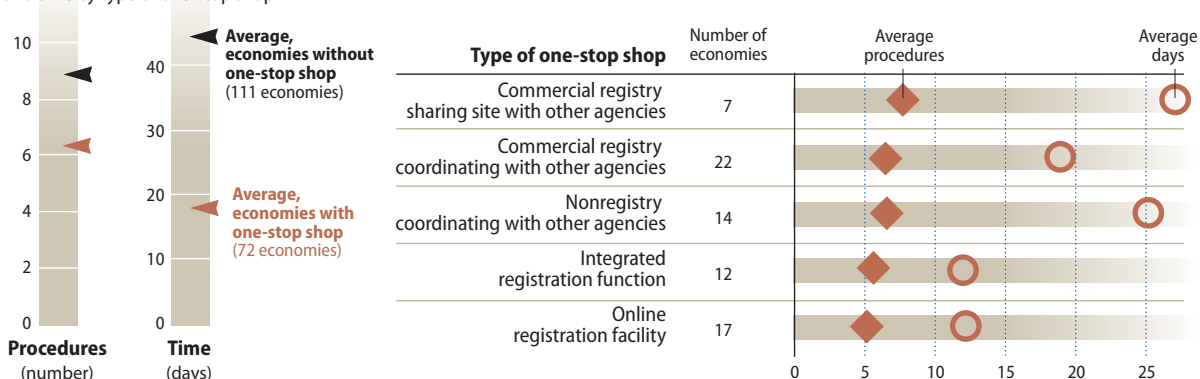 10
8
6
4
2
0
Procedures
(number)
40
30
20
10
0
Time
(days)
Average,
economies without
one-stop shop
(111 economies)
Average,
economies with
one-stop shop
(72 economies)
Type of one-stop shop
Number of
economies
Average
procedures
Average
days
Commercial registry
sharing site with other agencies
7
Commercial registry
coordinating with other agencies
22
Nonregistry
coordinating with other agencies
14
Integrated
registration function
12
Online
registration facility
17
0 5 10 15 20 25